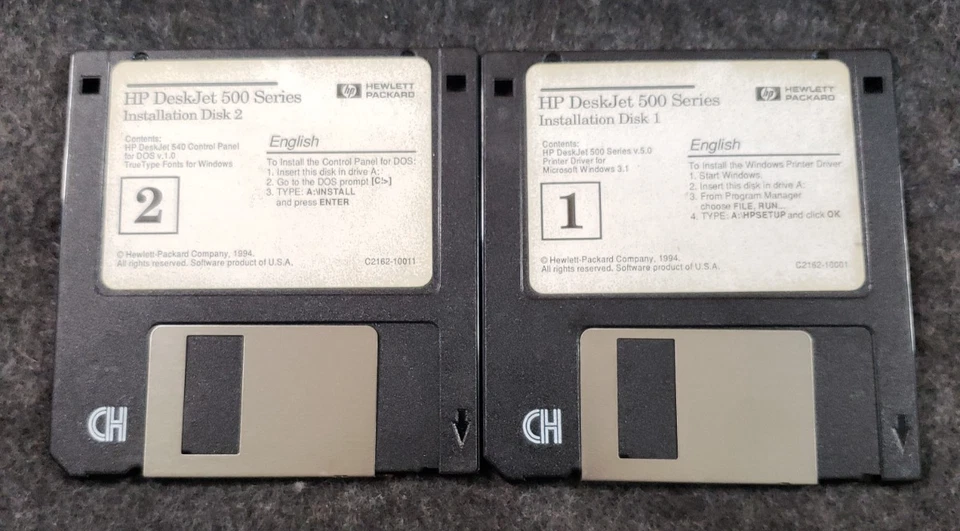 HP DeskJet 500 Series
Installation Disk 2
hp HEWLETT
PACKARD
Contents:
HP DeskJet 540 Control Panel
for DOS v.1.0
TrueType Fonts for Windows
2
English
To Install the Control Panel for DOS:
1. Insert this disk in drive A:
2. Go to the DOS prompt [C:>]
3. TYPE: A:\INSTALL
and press ENTER
© Hewlett-Packard Company, 1994.
All rights reserved. Software product of U.S.A.
C2162-10011
CH
HP DeskJet 500 Series
Installation Disk 1
hp HEWLETT
PACKARD
Contents:
HP DeskJet 500 Series v.5.0
Printer Driver for
Microsoft Windows 3.1
1
English
To Install the Windows Printer Driver
1. Start Windows.
2. Insert this disk in drive A:
3. From Program Manager
choose FILE, RUN...
4. TYPE: A:\HPSETUP and click OK
© Hewlett-Packard Company, 1994.
All rights reserved. Software product of U.S.A.
C2162-10001
CH